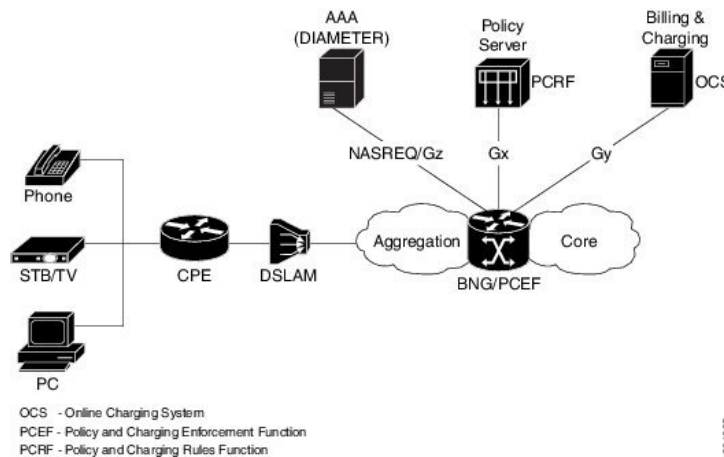 AAA
(DIAMETER)
Policy
Server
PCRF
Billing &
Charging
OCS
NASREQ/Gz
Gx
Gy
Phone
STB/TV
PC
CPE
DSLAM
Aggregation
BNG/PCEF
Core
OCS - Online Charging System
PCEF - Policy and Charging Enforcement Function
PCRF - Policy and Charging Rules Function